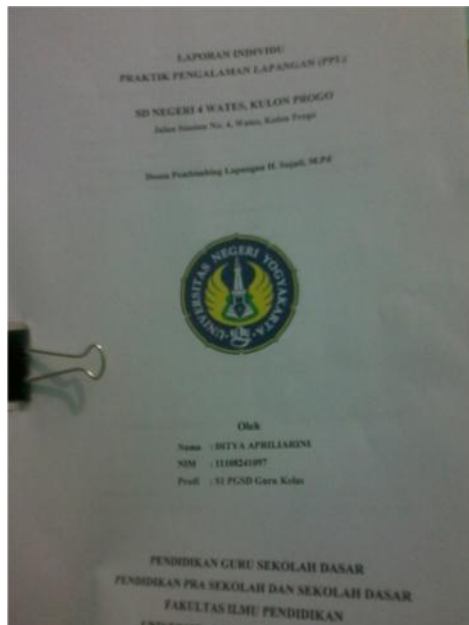 LAPORAN INDIVIDU
PRAKTIK PENGALAMAN LAPANGAN (PPL)
SD NEGERI 4 WATES, KULON PROGO
Jalan Stasiun No. 4, Wates, Kulon Progo
Dosen Pembimbing Lapangan H. Sujati, M.Pd
UNIVERSITAS NEGERI YOGYAKARTA
Oleh
Nama : DITYA APRILIARINI
NIM : 11108241097
Prodi : S1 PGSD Guru Kelas
PENDIDIKAN GURU SEKOLAH DASAR
PENDIDIKAN PRA SEKOLAH DAN SEKOLAH DASAR
FAKULTAS ILMU PENDIDIKAN